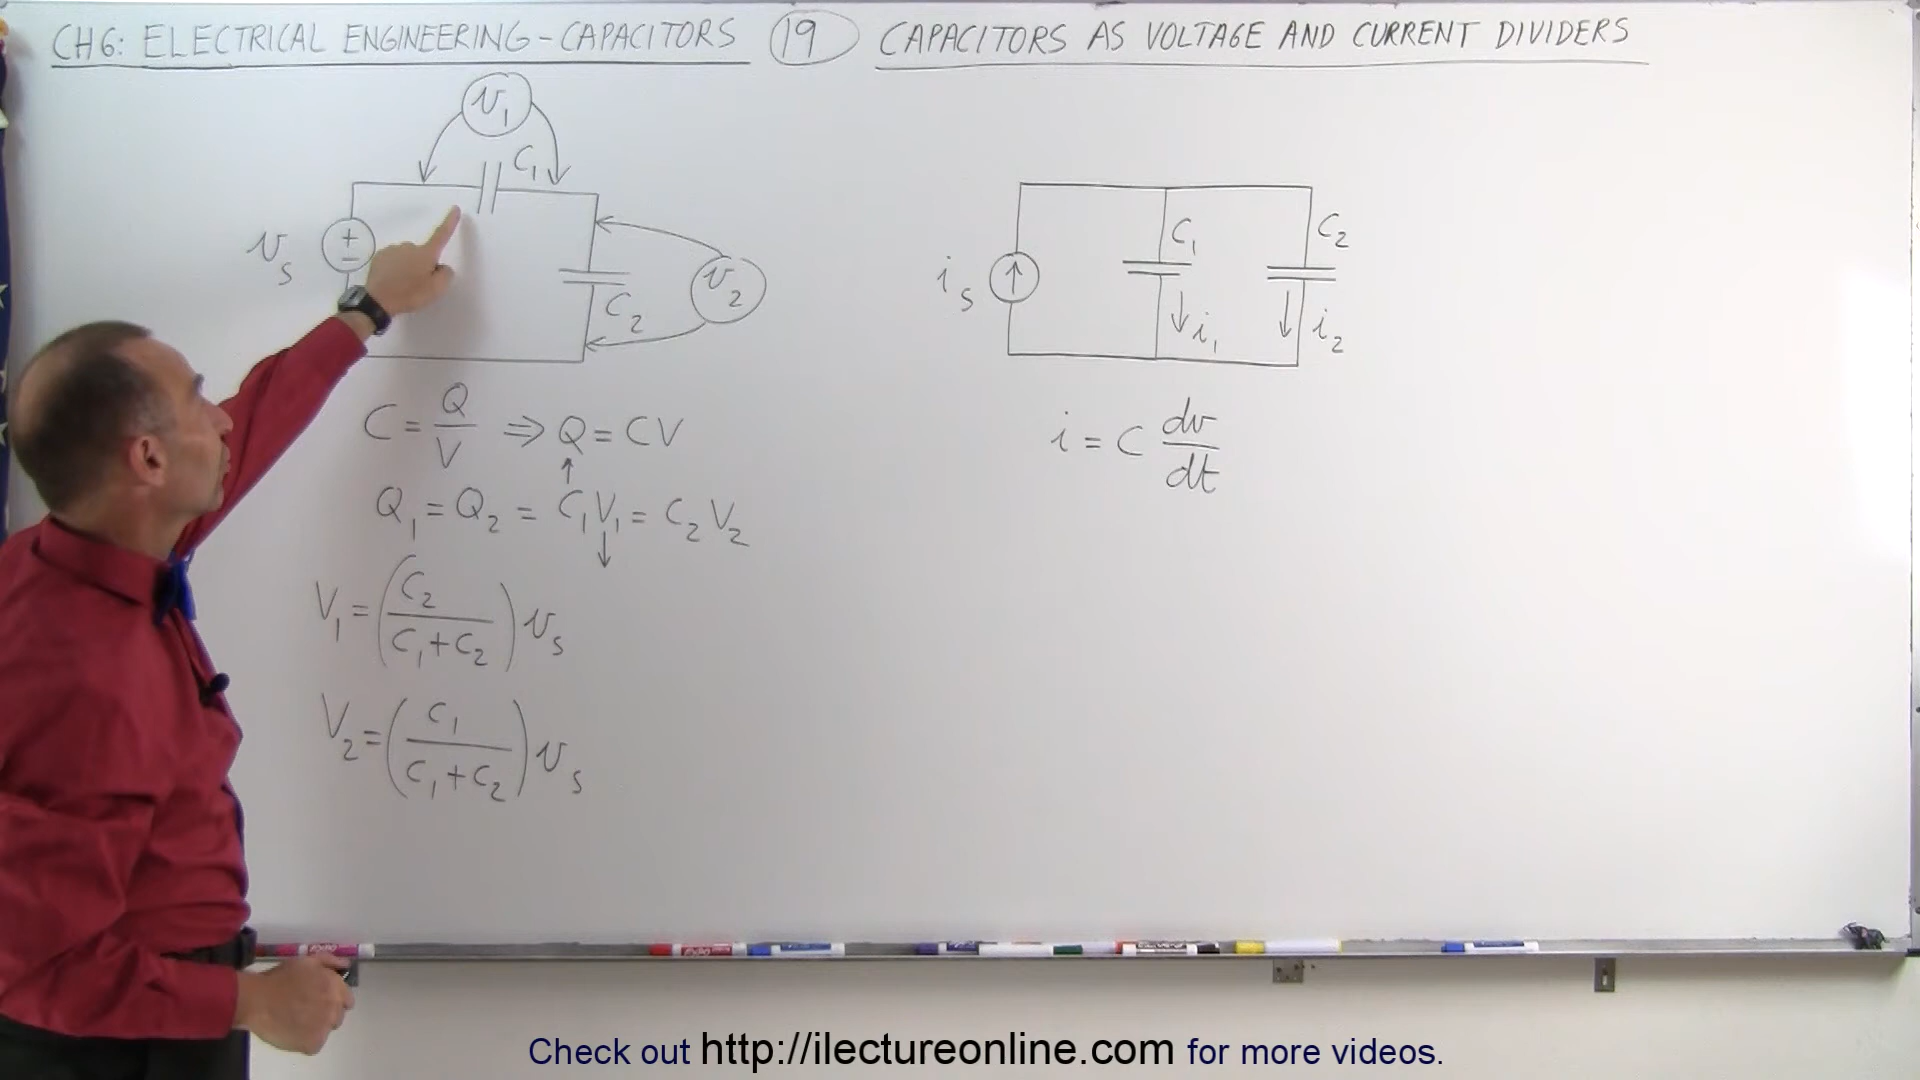 CH6: ELECTRICAL ENGINEERING - CAPACITORS 19 CAPACITORS AS VOLTAGE AND CURRENT DIVIDERS
v₁
C₁
+
−
vₛ
C₂
v₂
C = Q/V ⇒ Q = CV
↑
Q₁ = Q₂ = C₁V₁ = C₂V₂
↓
V₁ = (C₂/(C₁+C₂)) vₛ
V₂ = (C₁/(C₁+C₂)) vₛ
iₛ
↑
C₁
C₂
↓ i₁
↓ i₂
i = C dv/dt
Check out http://ilectureonline.com for more videos.